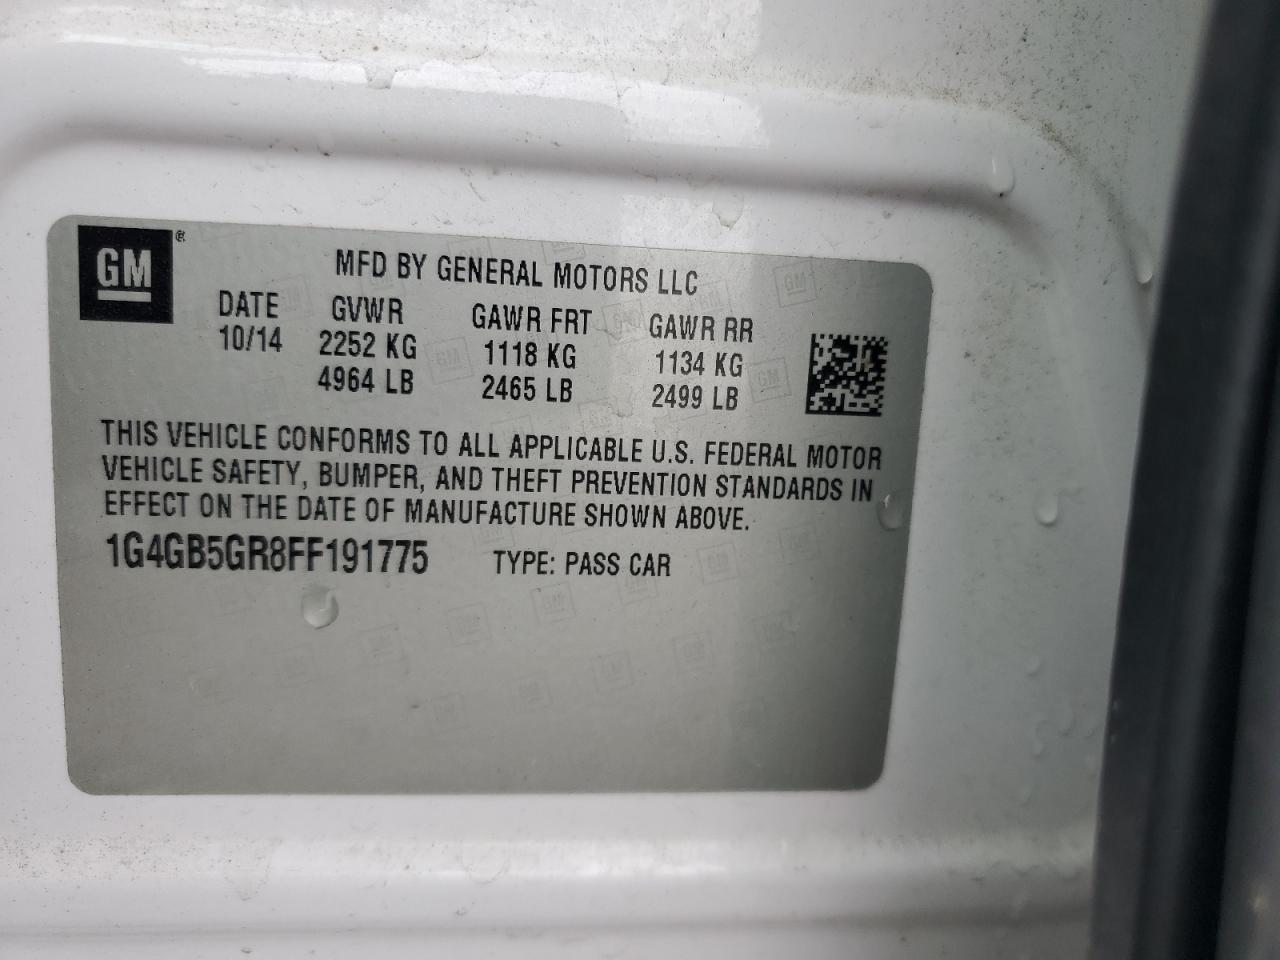 GM®
MFD BY GENERAL MOTORS LLC
DATE GVWR GAWR FRT GAWR RR
10/14 2252 KG 1118 KG 1134 KG
4964 LB 2465 LB 2499 LB
THIS VEHICLE CONFORMS TO ALL APPLICABLE U.S. FEDERAL MOTOR
VEHICLE SAFETY, BUMPER, AND THEFT PREVENTION STANDARDS IN
EFFECT ON THE DATE OF MANUFACTURE SHOWN ABOVE.
1G4GB5GR8FF191775 TYPE: PASS CAR